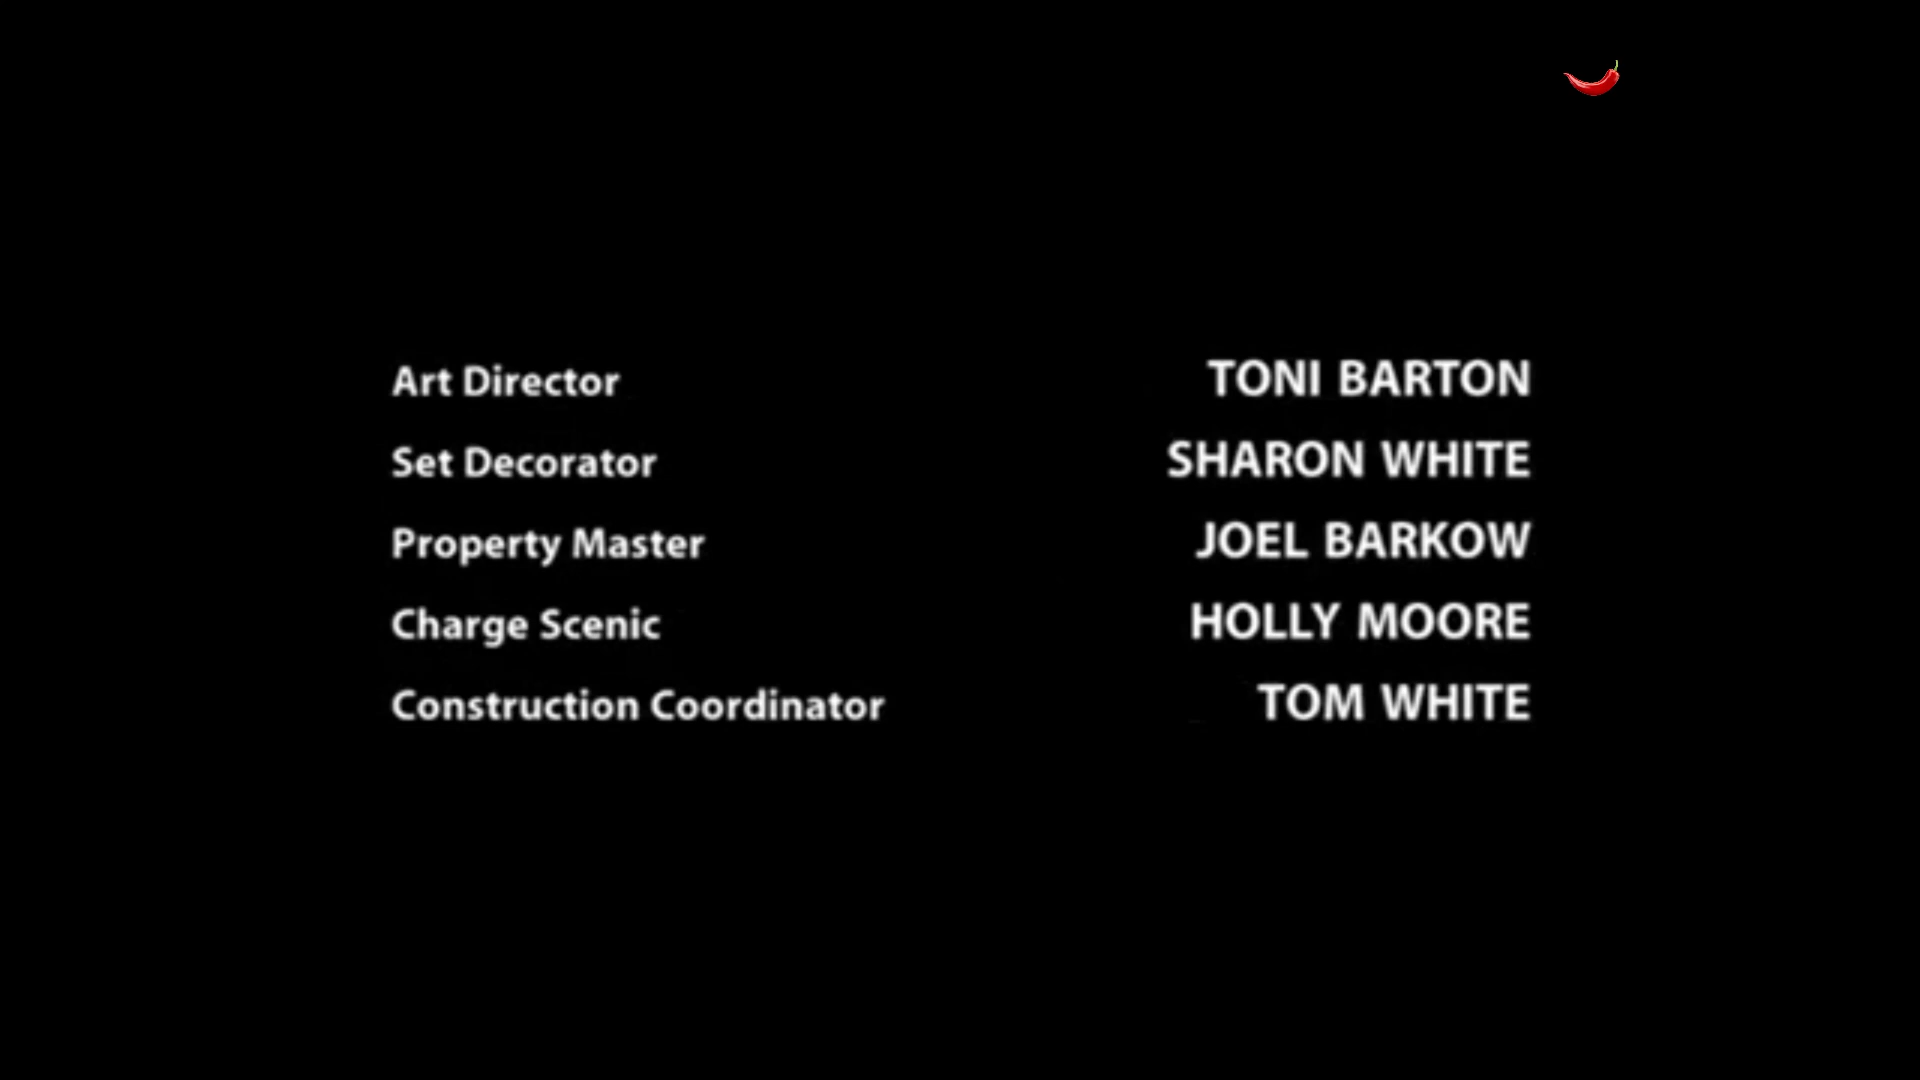 Art Director TONI BARTON
Set Decorator SHARON WHITE
Property Master JOEL BARKOW
Charge Scenic HOLLY MOORE
Construction Coordinator TOM WHITE